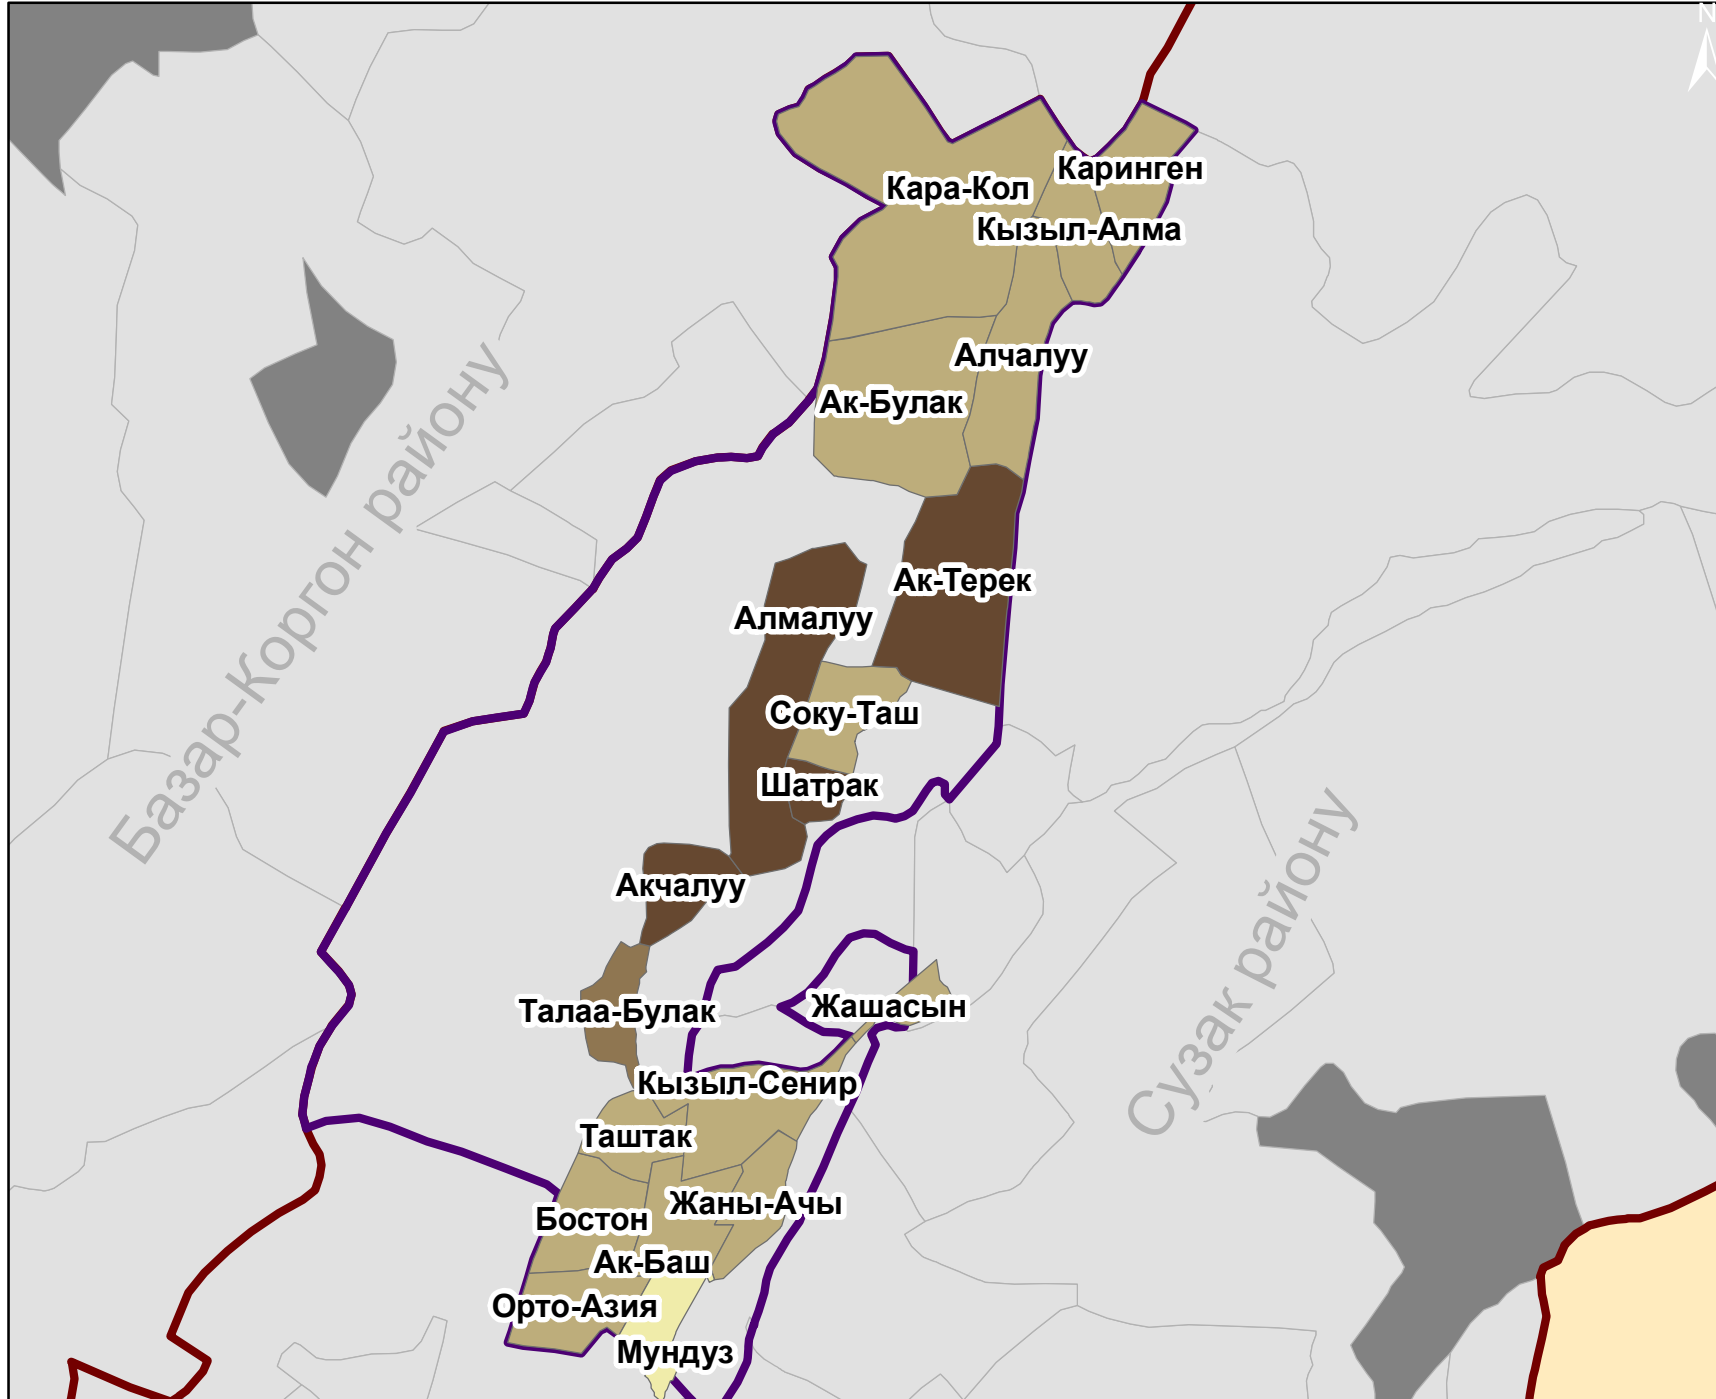 N
Каринген
Кара-Кол
Кызыл-Алма
Алчалуу
Ак-Булак
Базар-Коргон району
Ак-Терек
Алмалуу
Соку-Таш
Шатрак
Акчалуу
Сузак району
Жашасын
Талаа-Булак
Кызыл-Сенир
Таштак
Жаны-Ачы
Бостон
Ак-Баш
Орто-Азия
Мундуз